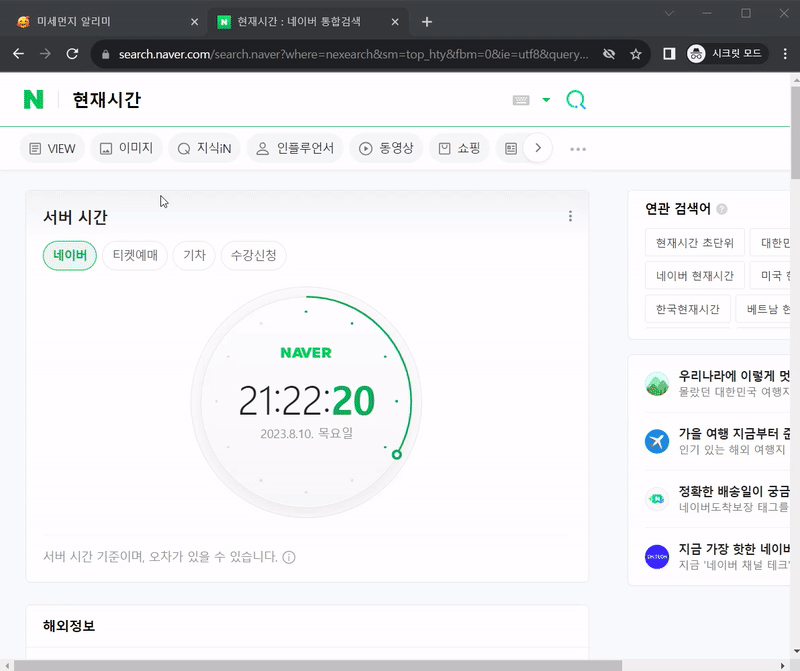 미세먼지 알리미
현재시간 : 네이버 통합검색
search.naver.com/search.naver?where=nexearch&sm=top_hty&fbm=0&ie=utf8&query...
시크릿 모드
N 현재시간
VIEW 이미지 지식iN 인플루언서 동영상 쇼핑
서버 시간
네이버 티켓예매 기차 수강신청
NAVER
21:22:20
2023.8.10. 목요일
서버 시간 기준이며, 오차가 있을 수 있습니다.
해외정보
연관 검색어
현재시간 초단위 대한민
네이버 현재시간 미국
한국현재시간 베트남
우리나라에 이렇게 멋
몰랐던 대한민국 여행지
가을 여행 지금부터 준
인기 있는 해외 여행지
정확한 배송일이 궁금
네이버도착보장 태그를
지금 가장 핫한 네이버
지금 '네이버 채널 테크'